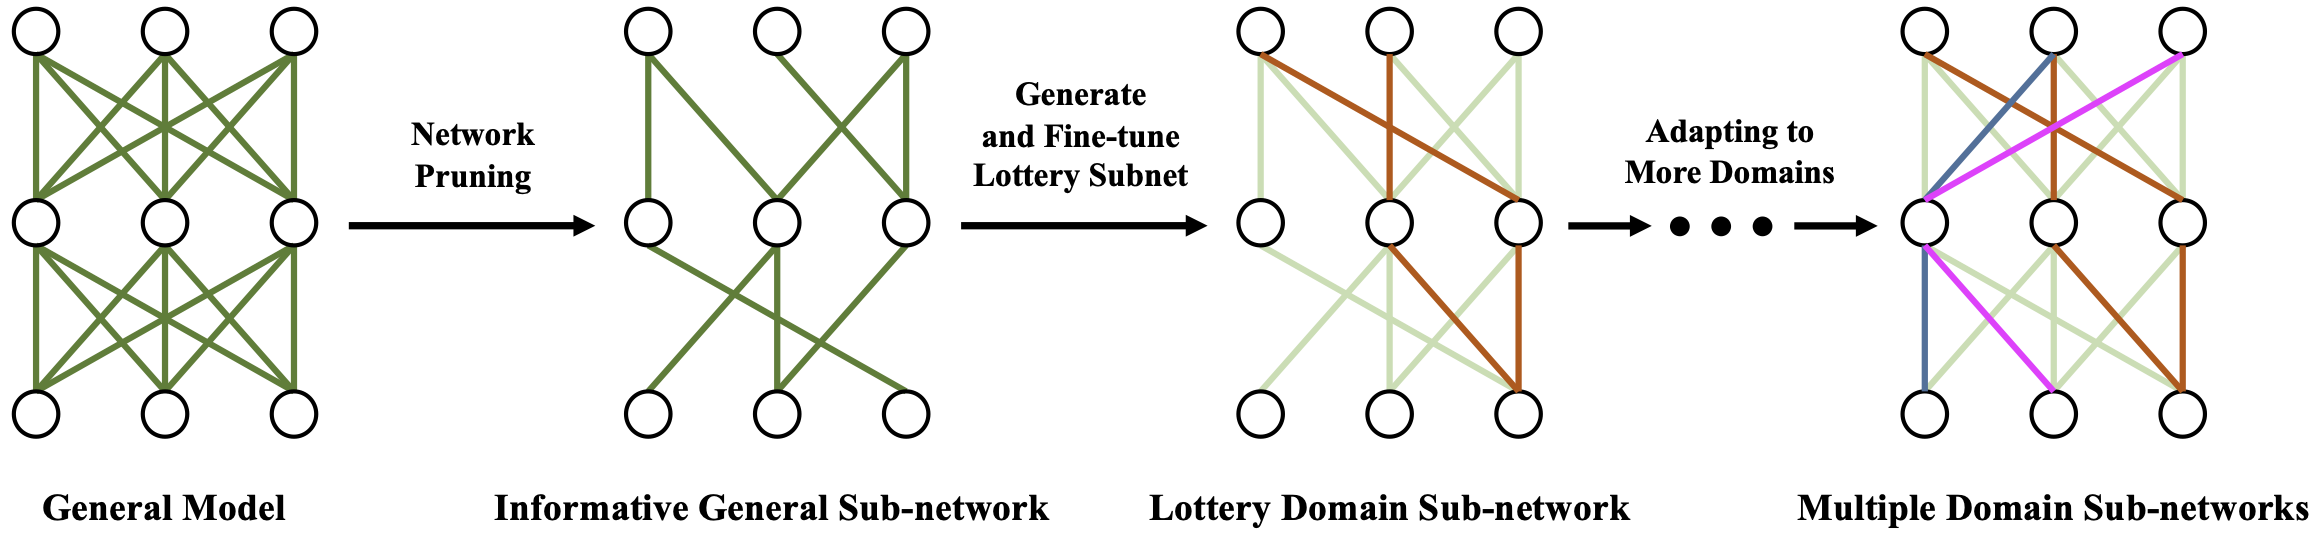 Network
Pruning
Generate
and Fine-tune
Lottery Subnet
Adapting to
More Domains
General Model
Informative General Sub-network
Lottery Domain Sub-network
Multiple Domain Sub-networks